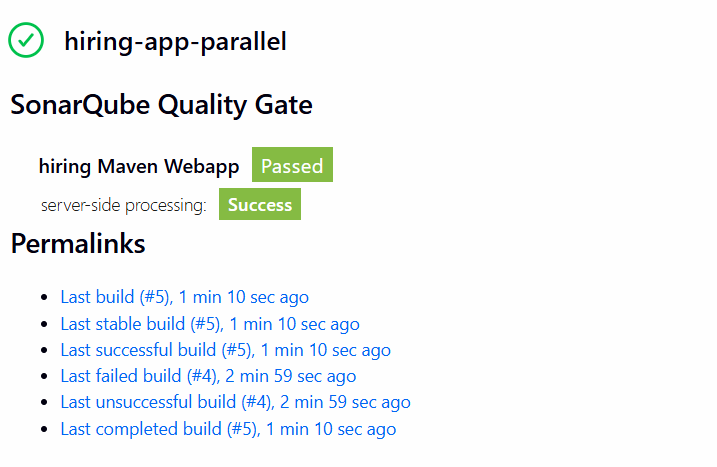 hiring-app-parallel
SonarQube Quality Gate
hiring Maven Webapp Passed
server-side processing: Success
Permalinks
Last build (#5), 1 min 10 sec ago
Last stable build (#5), 1 min 10 sec ago
Last successful build (#5), 1 min 10 sec ago
Last failed build (#4), 2 min 59 sec ago
Last unsuccessful build (#4), 2 min 59 sec ago
Last completed build (#5), 1 min 10 sec ago